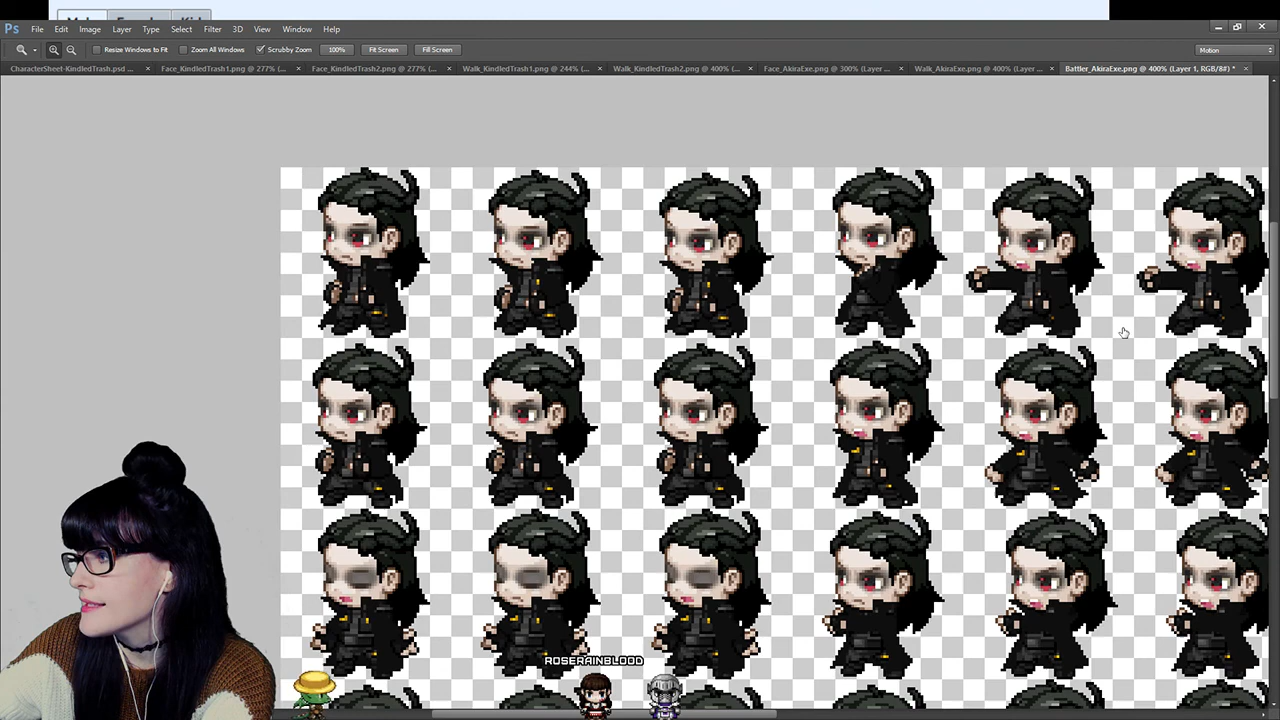 Ps File Edit Image Layer Type Select Filter 3D View Window Help
Resize Windows to Fit Zoom All Windows Scrubby Zoom 100% Fit Screen Fill Screen Motion
CharacterSheet-KindledTrash.psd ... × Face_KindledTrash1.png @ 277% (... × Face_KindledTrash2.png @ 277% (... × Walk_KindledTrash1.png @ 244% (... × Walk_KindledTrash2.png @ 400% (... × Face_AkiraExe.png @ 300% (Layer ... × Walk_AkiraExe.png @ 400% (Layer ... × Battler_AkiraExe.png @ 400% (Layer 1, RGB/8#) * ×
ROSERAINBLOOD